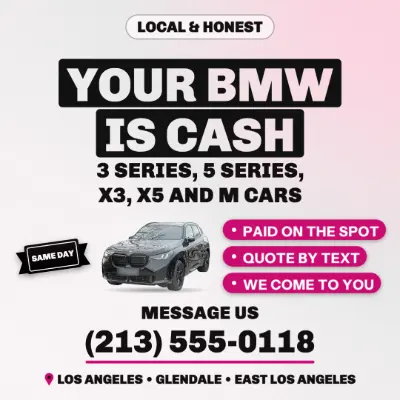 LOCAL & HONEST
YOUR BMW
IS CASH
3 SERIES, 5 SERIES,
X3, X5 AND M CARS
SAME DAY
• PAID ON THE SPOT
• QUOTE BY TEXT
• WE COME TO YOU
MESSAGE US
(213) 555-0118
LOS ANGELES • GLENDALE • EAST LOS ANGELES